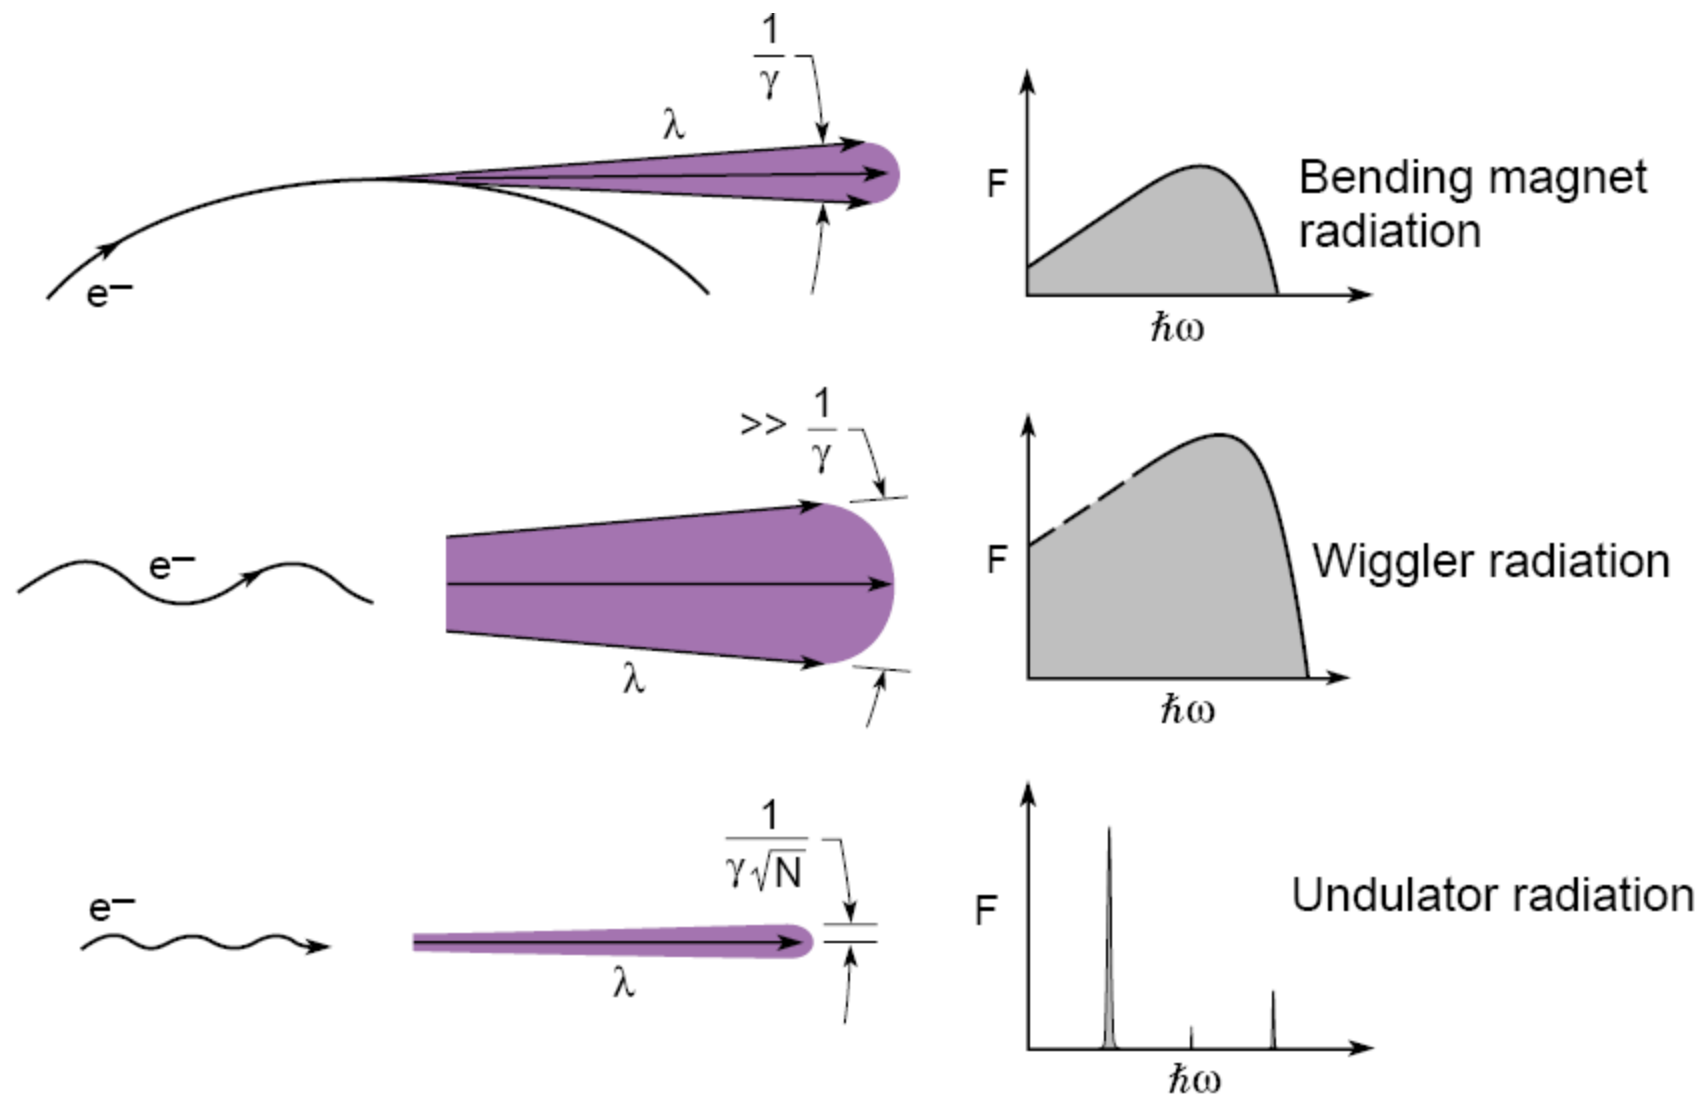 1
γ
λ
e–
F
ħω
Bending magnet
radiation
>> 1
γ
e–
λ
F
ħω
Wiggler radiation
1
γ√N
e–
λ
F
ħω
Undulator radiation